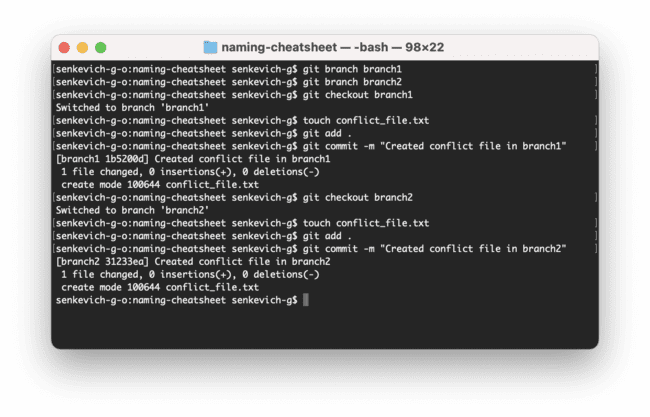 naming-cheatsheet — -bash — 98×22
[senkevich-g-o:naming-cheatsheet senkevich-g$ git branch branch1 ]
[senkevich-g-o:naming-cheatsheet senkevich-g$ git branch branch2 ]
[senkevich-g-o:naming-cheatsheet senkevich-g$ git checkout branch1 ]
Switched to branch 'branch1'
[senkevich-g-o:naming-cheatsheet senkevich-g$ touch conflict_file.txt ]
[senkevich-g-o:naming-cheatsheet senkevich-g$ git add . ]
[senkevich-g-o:naming-cheatsheet senkevich-g$ git commit -m "Created conflict file in branch1" ]
[branch1 1b5200d] Created conflict file in branch1
1 file changed, 0 insertions(+), 0 deletions(-)
create mode 100644 conflict_file.txt
[senkevich-g-o:naming-cheatsheet senkevich-g$ git checkout branch2 ]
Switched to branch 'branch2'
[senkevich-g-o:naming-cheatsheet senkevich-g$ touch conflict_file.txt ]
[senkevich-g-o:naming-cheatsheet senkevich-g$ git add . ]
[senkevich-g-o:naming-cheatsheet senkevich-g$ git commit -m "Created conflict file in branch2" ]
[branch2 31233ea] Created conflict file in branch2
1 file changed, 0 insertions(+), 0 deletions(-)
create mode 100644 conflict_file.txt
senkevich-g-o:naming-cheatsheet senkevich-g$